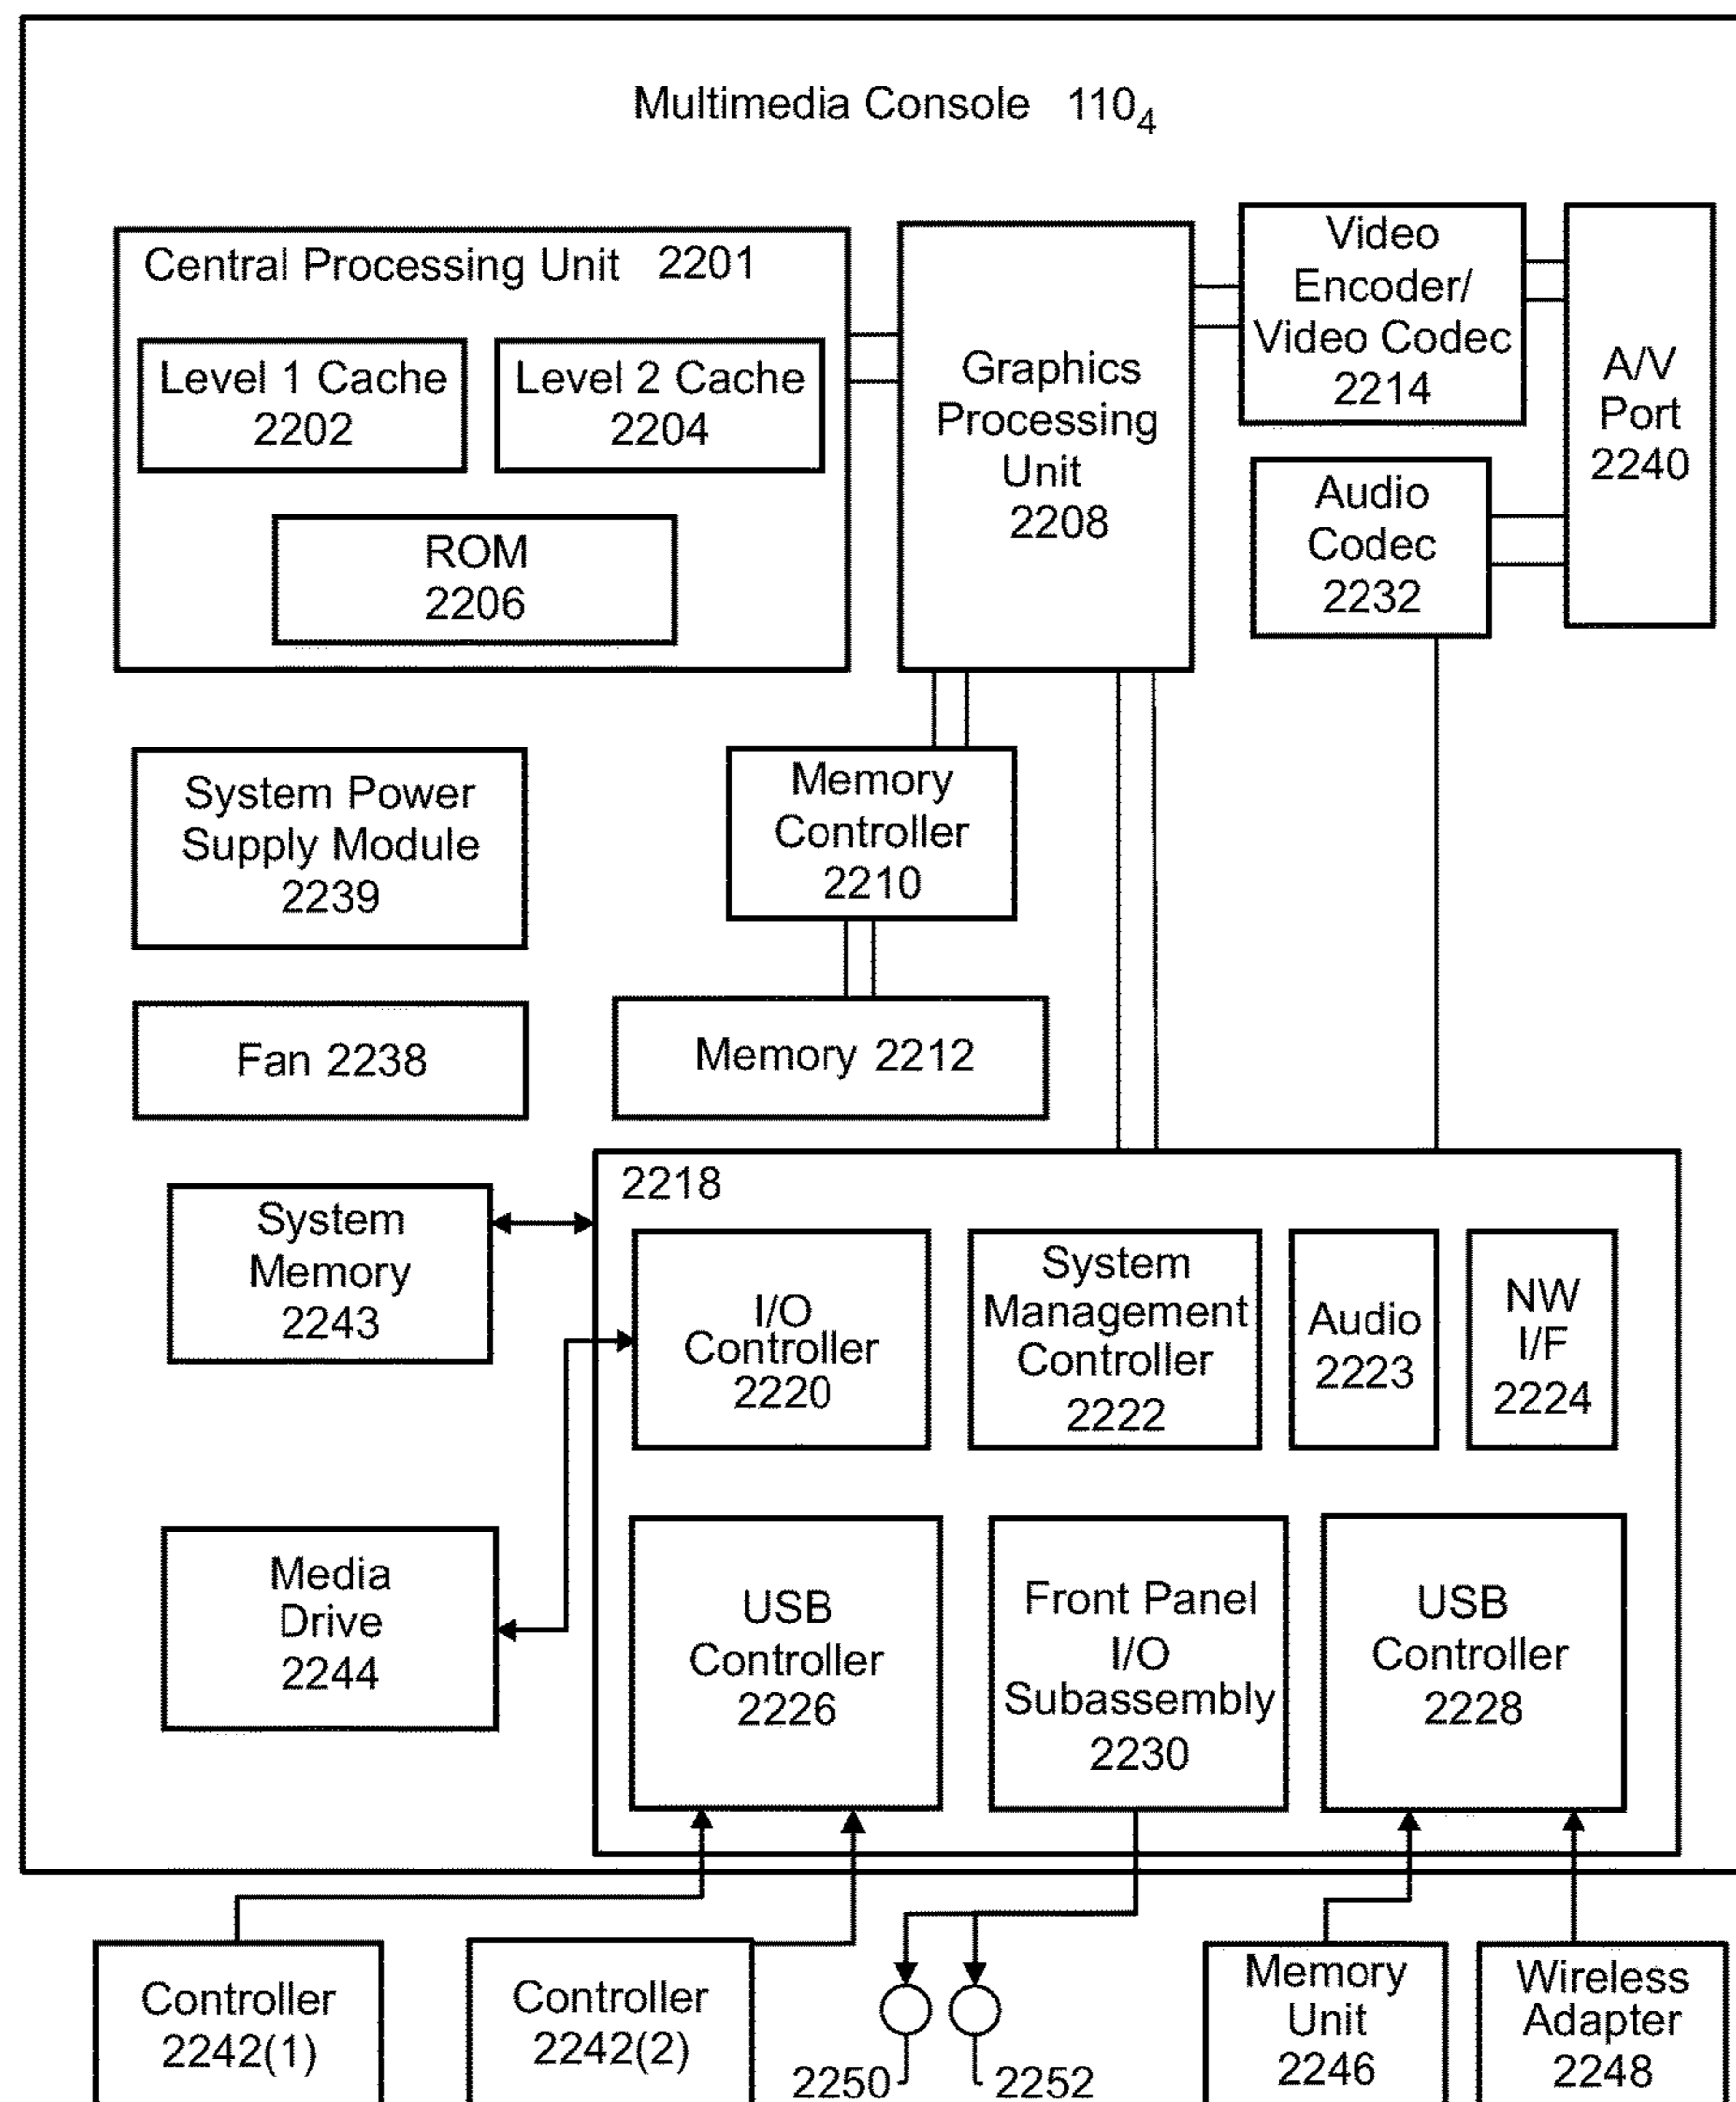 Multimedia Console 110₄
Central Processing Unit 2201
Level 1 Cache
2202
Level 2 Cache
2204
ROM
2206
Graphics
Processing
Unit
2208
Video
Encoder/
Video Codec
2214
A/V
Port
2240
Audio
Codec
2232
System Power
Supply Module
2239
Memory
Controller
2210
Fan 2238
Memory 2212
2218
System
Memory
2243
I/O
Controller
2220
System
Management
Controller
2222
Audio
2223
NW
I/F
2224
Media
Drive
2244
USB
Controller
2226
Front Panel
I/O
Subassembly
2230
USB
Controller
2228
Controller
2242(1)
Controller
2242(2)
2250
2252
Memory
Unit
2246
Wireless
Adapter
2248